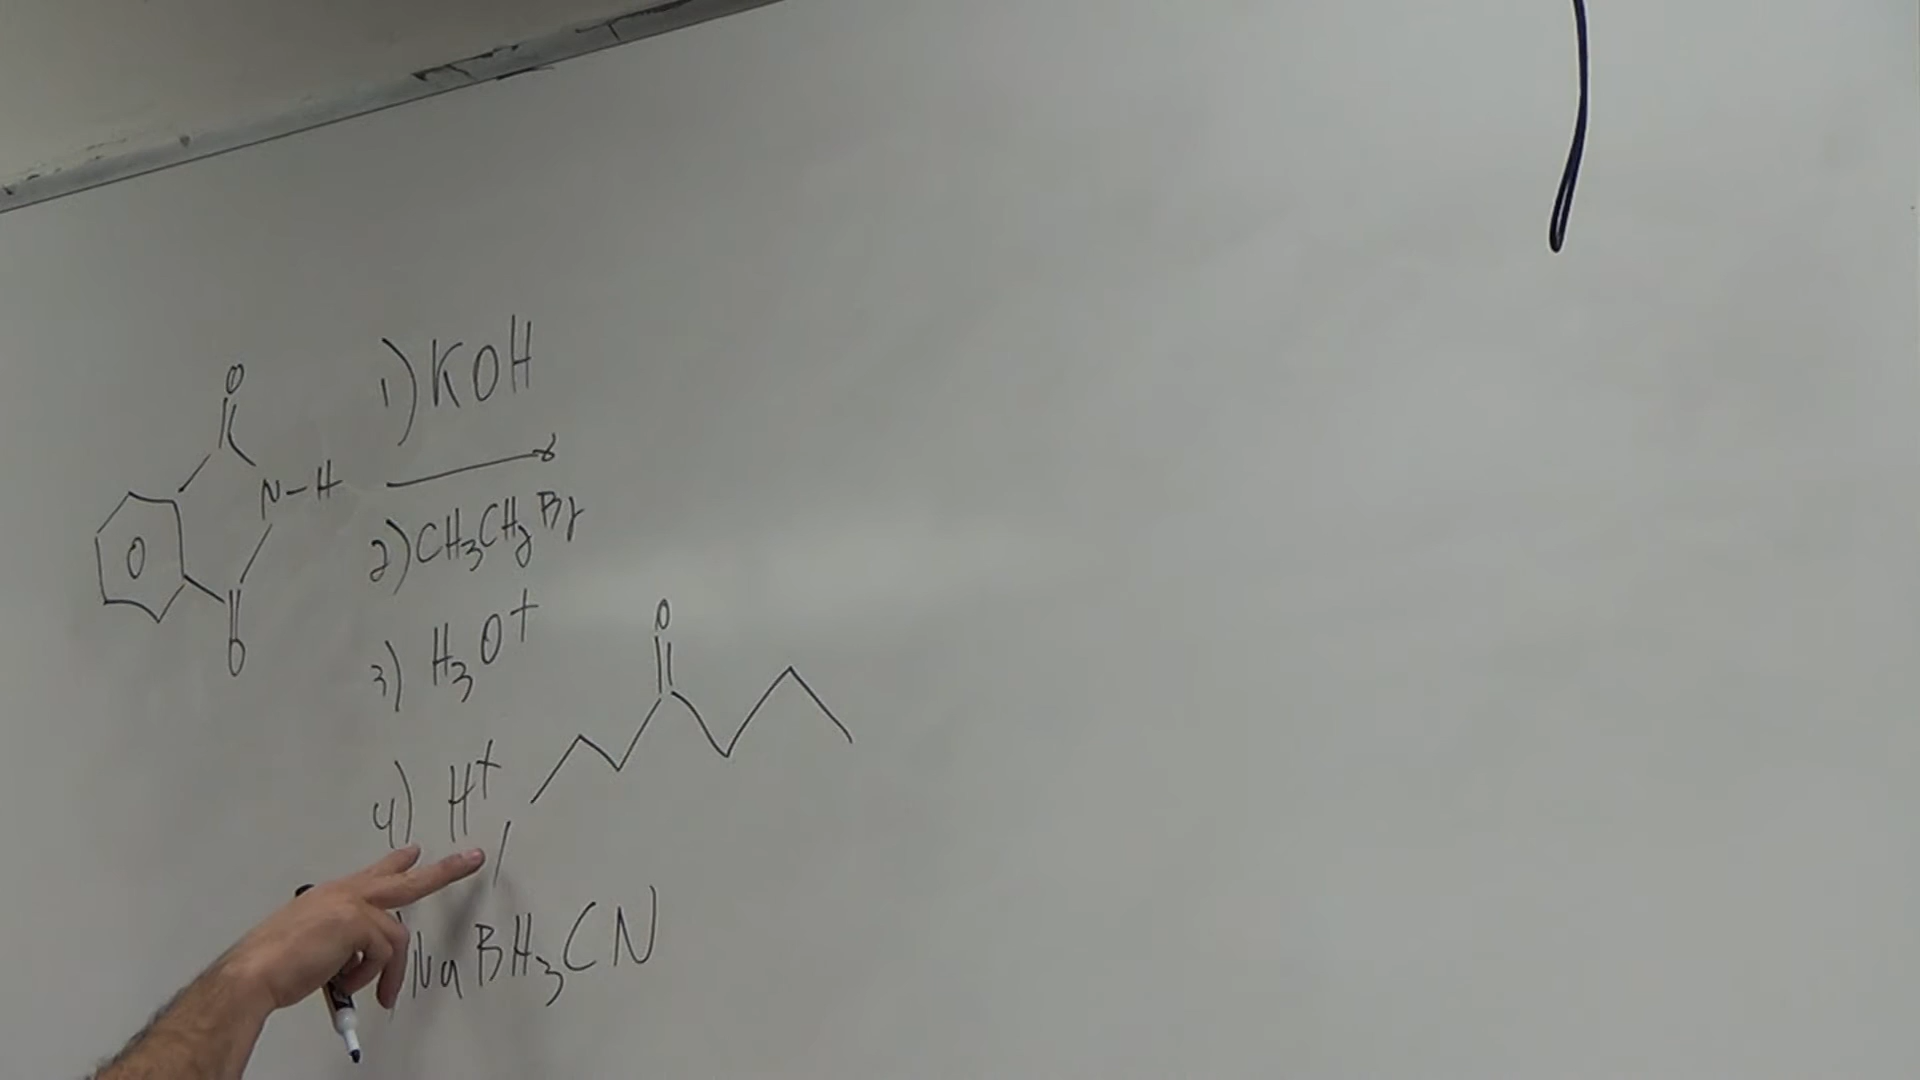 O
N-H
O
O
1) KOH
2) CH3CH2Br
3) H3O+
O
4) H+
) NaBH3CN